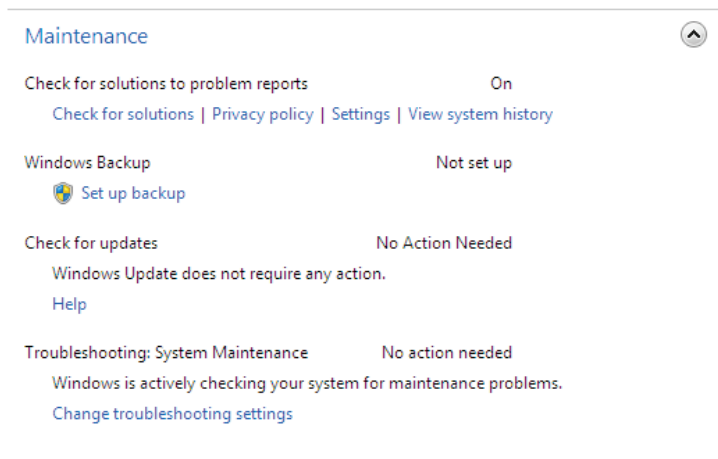 Maintenance
Check for solutions to problem reports On
Check for solutions | Privacy policy | Settings | View system history
Windows Backup Not set up
Set up backup
Check for updates No Action Needed
Windows Update does not require any action.
Help
Troubleshooting: System Maintenance No action needed
Windows is actively checking your system for maintenance problems.
Change troubleshooting settings